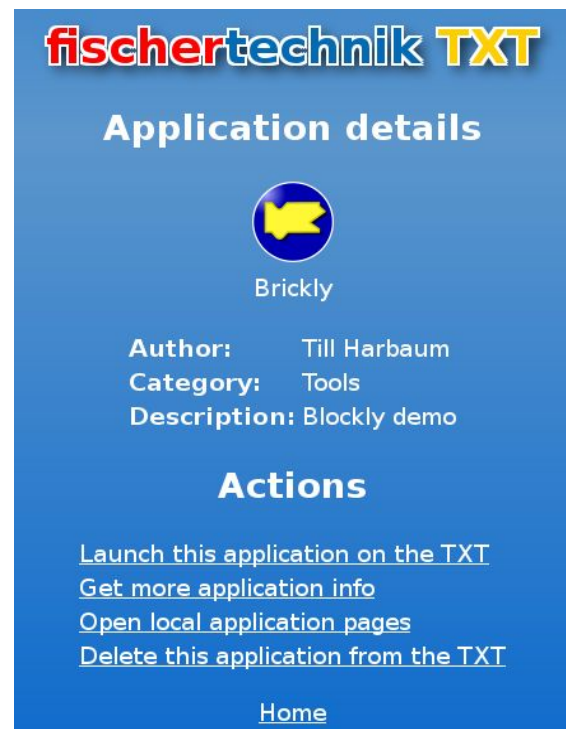 fischertechnik TXT
Application details
Brickly
Author: Till Harbaum
Category: Tools
Description: Blockly demo
Actions
Launch this application on the TXT
Get more application info
Open local application pages
Delete this application from the TXT
Home